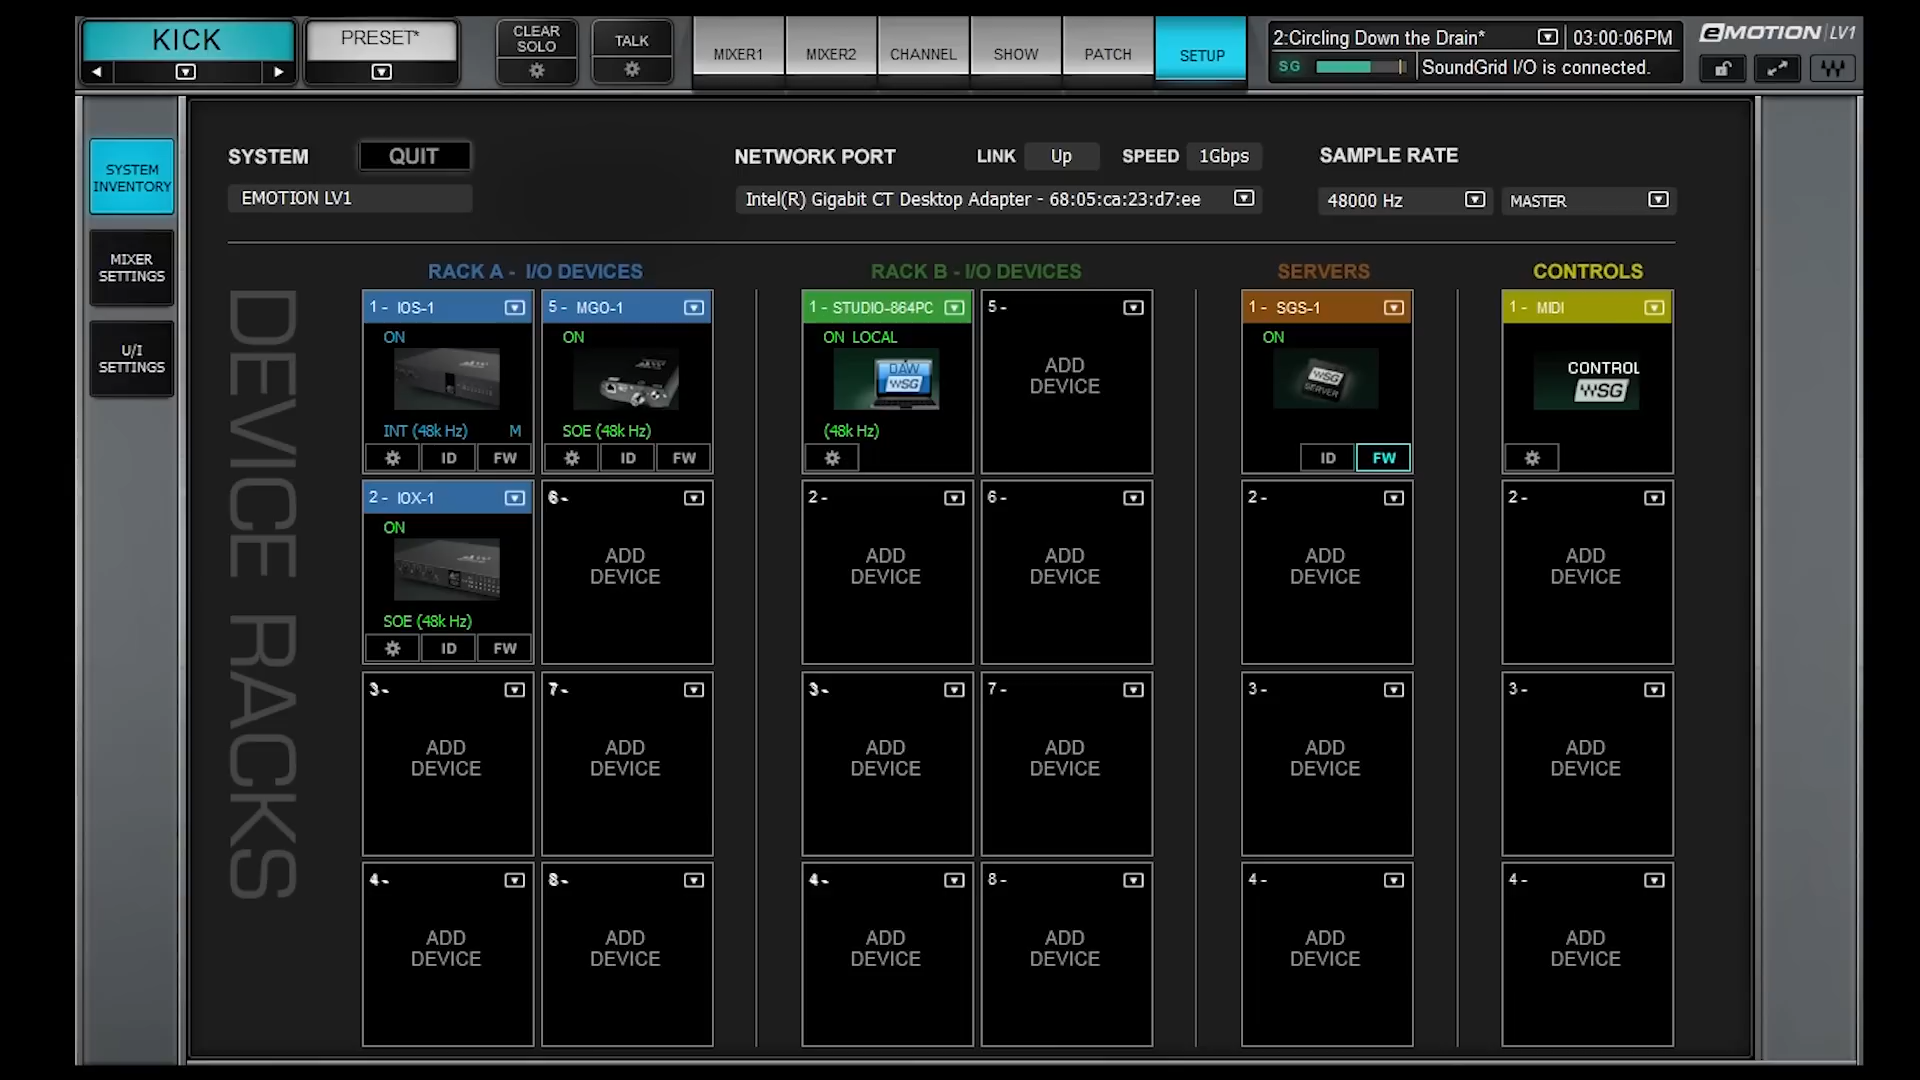 KICK
PRESET*
CLEAR
SOLO
TALK
MIXER1
MIXER2
CHANNEL
SHOW
PATCH
SETUP
2:Circling Down the Drain*
03:00:06PM
SG
SoundGrid I/O is connected.
eMOTION LV1
SYSTEM
INVENTORY
MIXER
SETTINGS
U/I
SETTINGS
SYSTEM
QUIT
EMOTION LV1
NETWORK PORT
LINK
Up
SPEED
1Gbps
Intel(R) Gigabit CT Desktop Adapter - 68:05:ca:23:d7:ee
SAMPLE RATE
48000 Hz
MASTER
DEVICE RACKS
RACK A - I/O DEVICES
RACK B - I/O DEVICES
SERVERS
CONTROLS
1 - IOS-1
ON
INT (48k Hz) M
ID
FW
5 - MGO-1
ON
SOE (48k Hz)
ID
FW
1 - STUDIO-864PC
ON LOCAL
DAW
WSG
(48k Hz)
5 -
ADD
DEVICE
1 - SGS-1
ON
WSG
SERVER
ID
FW
1 - MIDI
CONTROL
WSG
2 - IOX-1
ON
SOE (48k Hz)
ID
FW
6 -
ADD
DEVICE
2 -
ADD
DEVICE
6 -
ADD
DEVICE
2 -
ADD
DEVICE
2 -
ADD
DEVICE
3 -
ADD
DEVICE
7 -
ADD
DEVICE
3 -
ADD
DEVICE
7 -
ADD
DEVICE
3 -
ADD
DEVICE
3 -
ADD
DEVICE
4 -
ADD
DEVICE
8 -
ADD
DEVICE
4 -
ADD
DEVICE
8 -
ADD
DEVICE
4 -
ADD
DEVICE
4 -
ADD
DEVICE